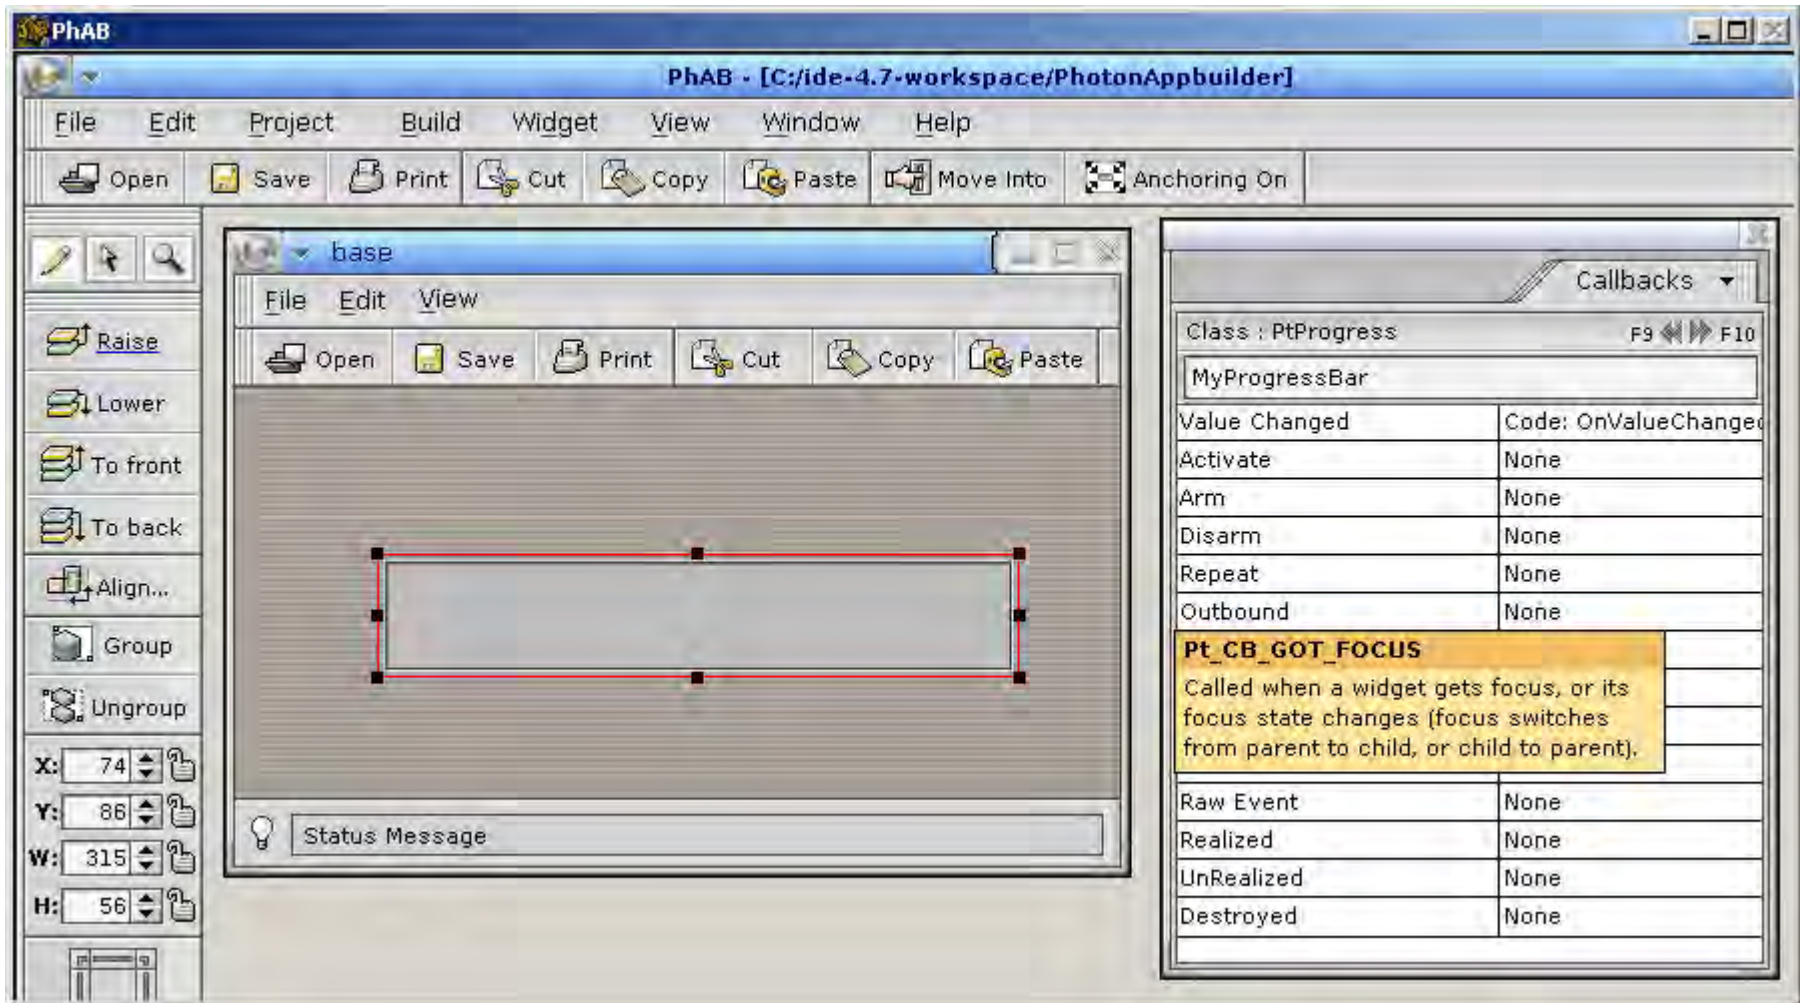 PhAB
PhAB - [C:/ide-4.7-workspace/PhotonAppbuilder]
File Edit Project Build Widget View Window Help
Open Save Print Cut Copy Paste Move Into Anchoring On
Raise
Lower
To front
To back
Align...
Group
Ungroup
X: 74
Y: 86
W: 315
H: 56
base
File Edit View
Open Save Print Cut Copy Paste
Status Message
Callbacks
Class : PtProgress F9 F10
MyProgressBar
Value Changed Code: OnValueChanged
Activate None
Arm None
Disarm None
Repeat None
Outbound None
Pt_CB_GOT_FOCUS
Called when a widget gets focus, or its
focus state changes (focus switches
from parent to child, or child to parent).
Raw Event None
Realized None
UnRealized None
Destroyed None